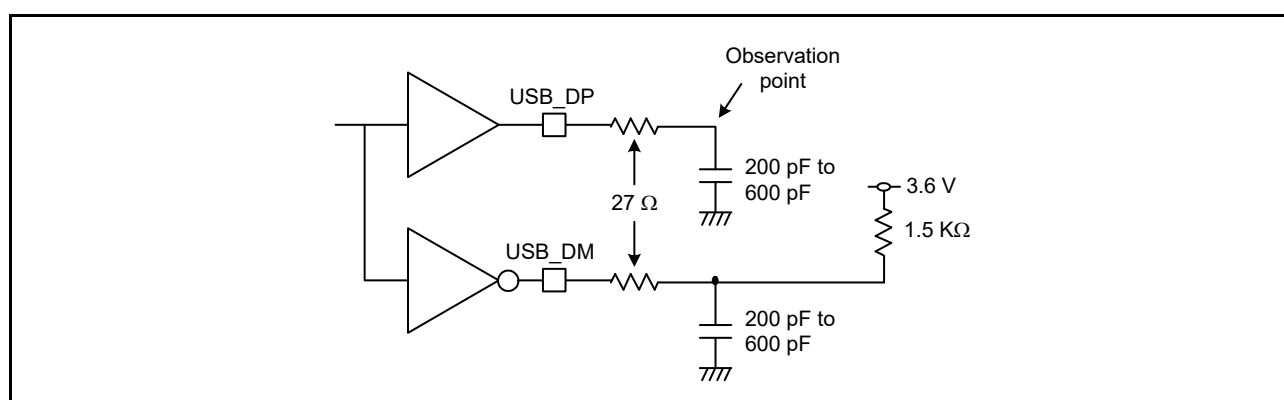 Observation
point
USB_DP
200 pF to
600 pF
3.6 V
27 Ω
1.5 KΩ
USB_DM
200 pF to
600 pF